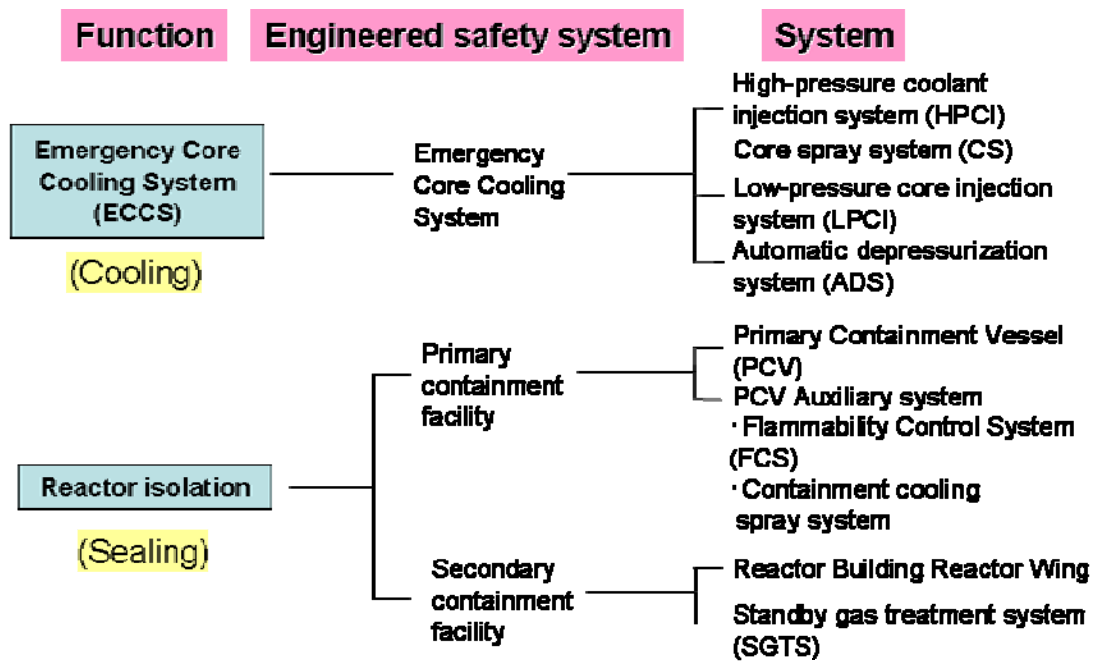 Function
Engineered safety system
System
Emergency Core
Cooling System
(ECCS)
(Cooling)
Emergency
Core Cooling
System
High-pressure coolant
injection system (HPCI)
Core spray system (CS)
Low-pressure core injection
system (LPCI)
Automatic depressurization
system (ADS)
Reactor isolation
(Sealing)
Primary
containment
facility
Primary Containment Vessel
(PCV)
PCV Auxiliary system
・Flammability Control System
(FCS)
・Containment cooling
spray system
Secondary
containment
facility
Reactor Building Reactor Wing
Standby gas treatment system
(SGTS)